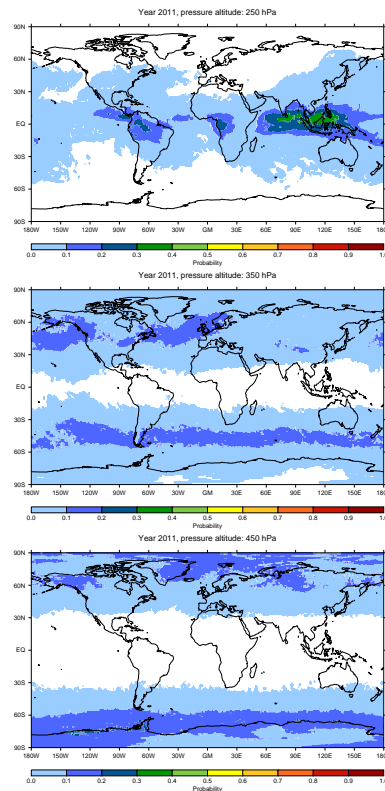 Year 2011, pressure altitude: 250 hPa
90N
60N
30N
EQ
30S
60S
90S
180W 150W 120W 90W 60W 30W GM 30E 60E 90E 120E 150E 180
0.0 0.1 0.2 0.3 0.4 0.5 0.6 0.7 0.8 0.9 1.
Probability
Year 2011, pressure altitude: 350 hPa
90N
60N
30N
EQ
30S
60S
90S
180W 150W 120W 90W 60W 30W GM 30E 60E 90E 120E 150E 180
0.0 0.1 0.2 0.3 0.4 0.5 0.6 0.7 0.8 0.9 1.
Probability
Year 2011, pressure altitude: 450 hPa
90N
60N
30N
EQ
30S
60S
90S
180W 150W 120W 90W 60W 30W GM 30E 60E 90E 120E 150E 180
0.0 0.1 0.2 0.3 0.4 0.5 0.6 0.7 0.8 0.9 1.
Probability